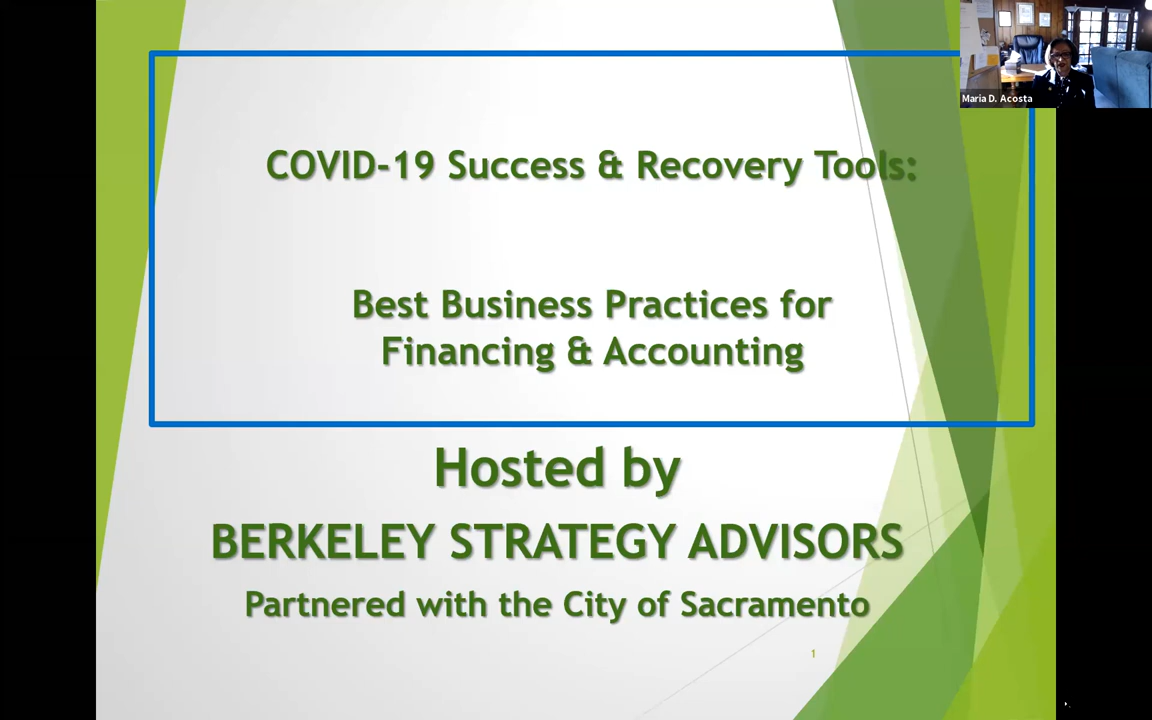 Maria D. Acosta
COVID-19 Success & Recovery Tools:
Best Business Practices for
Financing & Accounting
Hosted by
BERKELEY STRATEGY ADVISORS
Partnered with the City of Sacramento
1